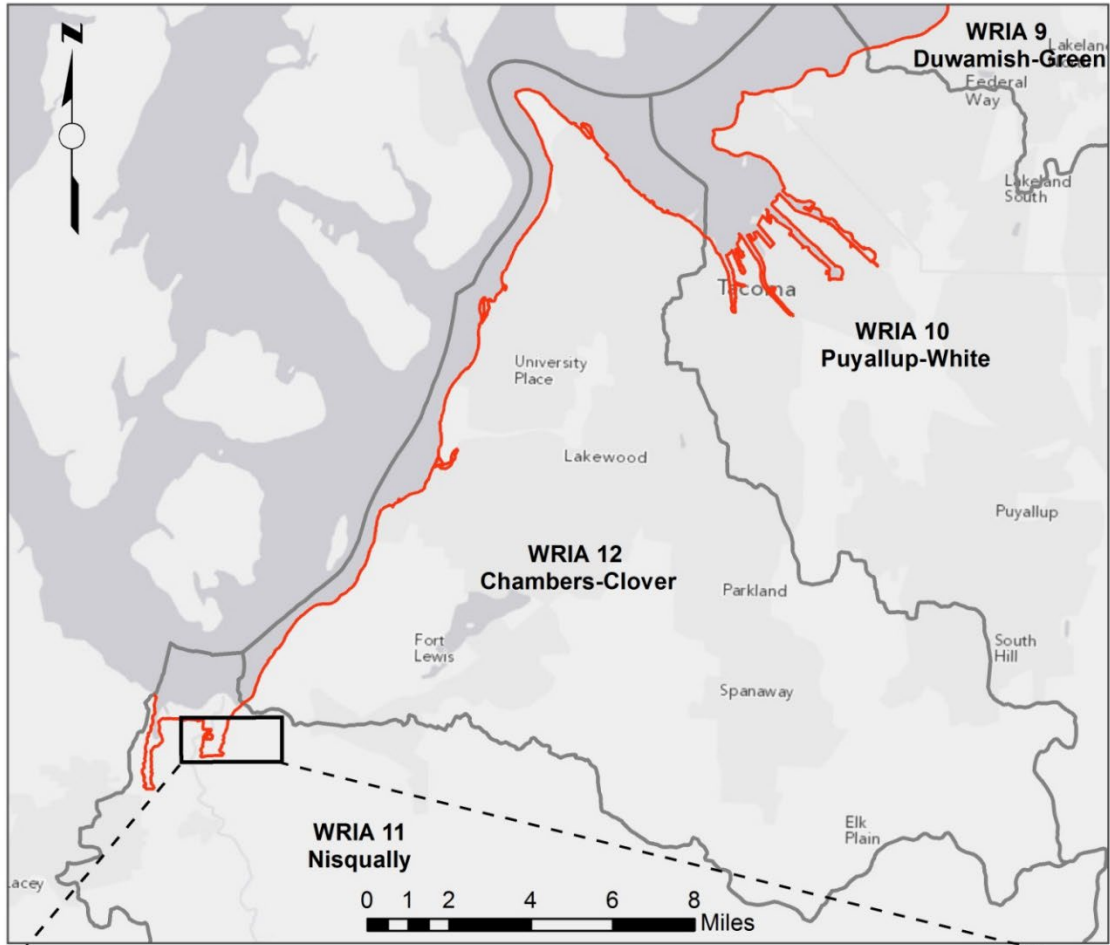 WRIA 9
Duwamish-Green
Lakeland
Federal
Way
Lakeland
South
Tacoma
WRIA 10
Puyallup-White
University
Place
Lakewood
Puyallup
WRIA 12
Chambers-Clover
Parkland
Fort
Lewis
South
Hill
Spanaway
WRIA 11
Nisqually
Elk
Plain
Lacey
0 1 2 4 6 8
Miles
N